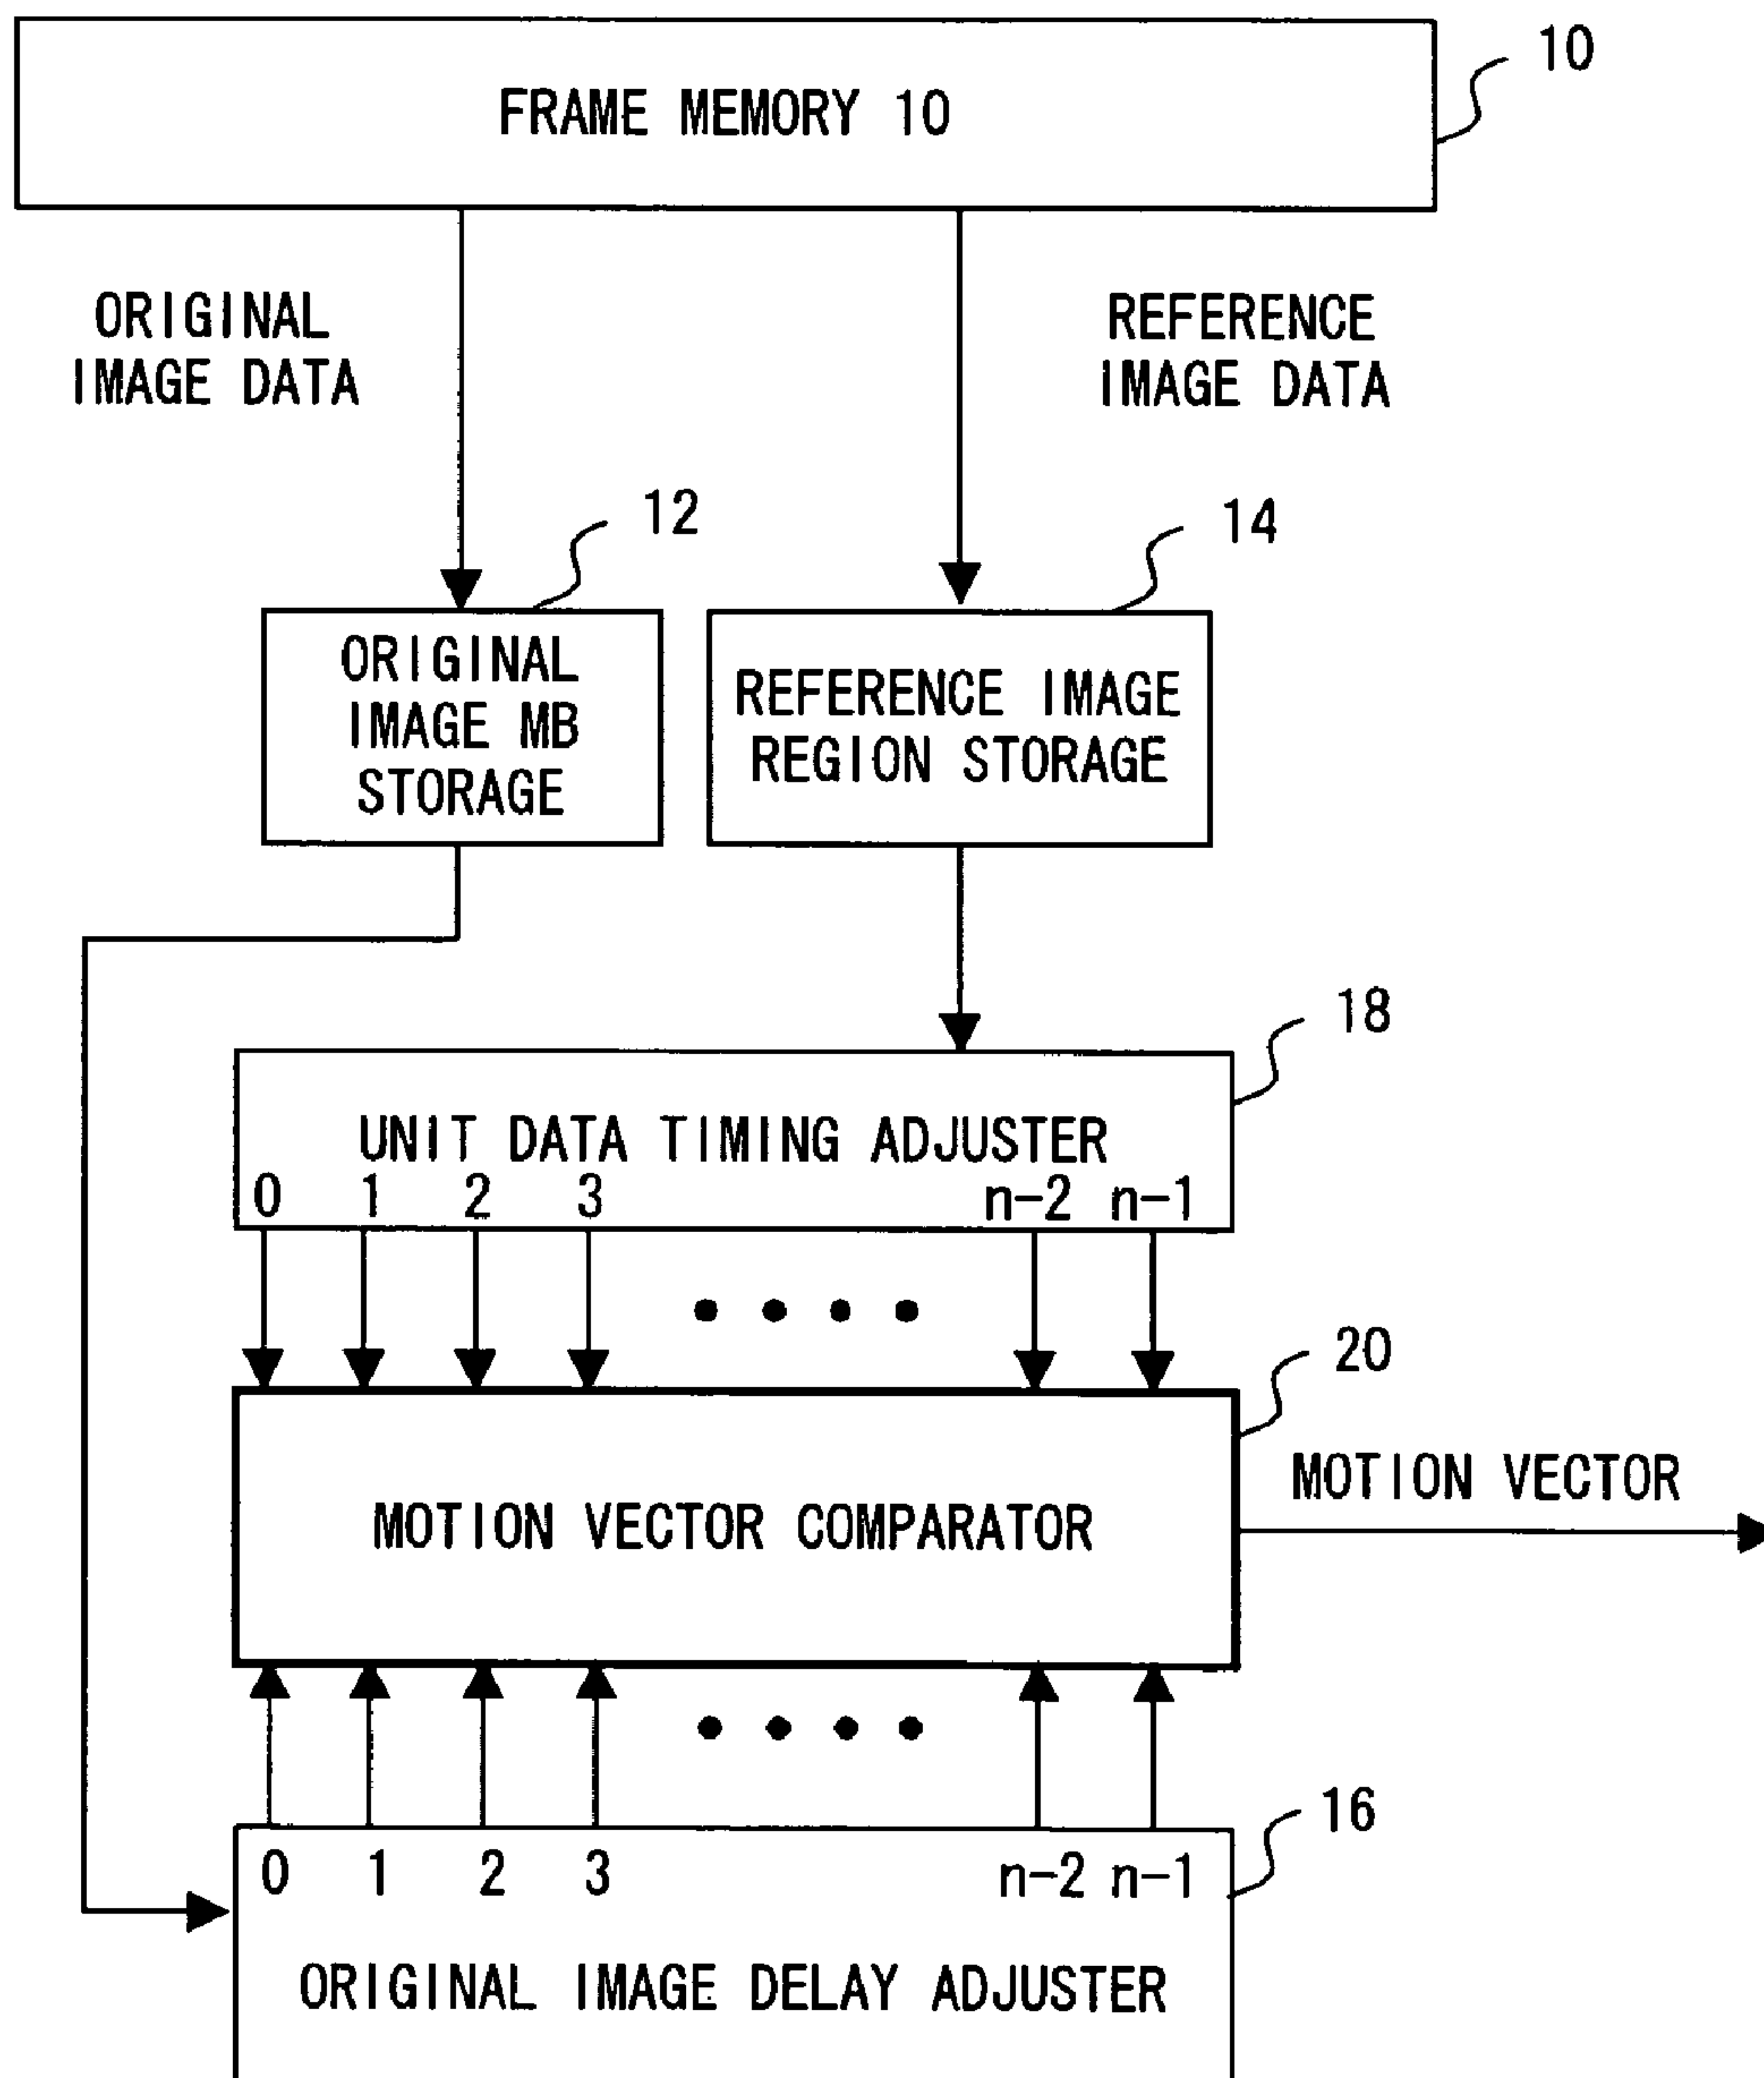 10
FRAME MEMORY 10
ORIGINAL
IMAGE DATA
REFERENCE
IMAGE DATA
12
14
ORIGINAL
IMAGE MB
STORAGE
REFERENCE IMAGE
REGION STORAGE
18
UNIT DATA TIMING ADJUSTER
0 1 2 3 n-2 n-1
20
MOTION VECTOR
MOTION VECTOR COMPARATOR
16
0 1 2 3 n-2 n-1
ORIGINAL IMAGE DELAY ADJUSTER